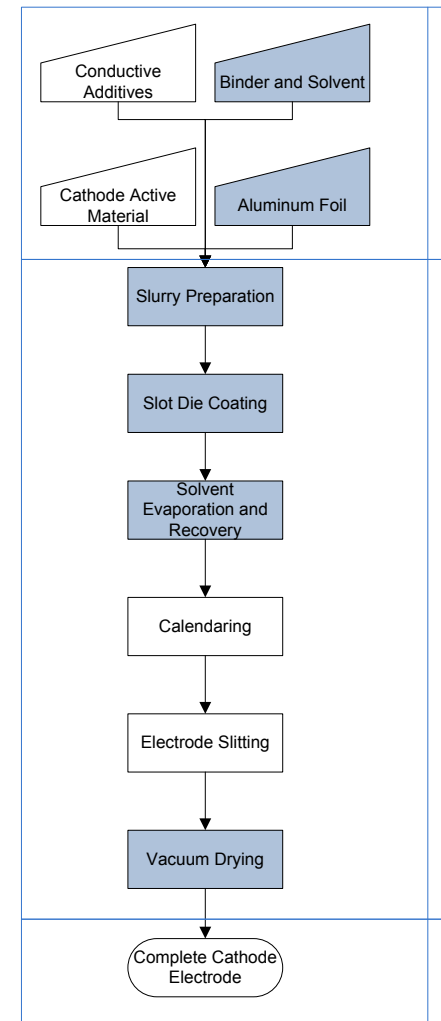 Conductive
Additives
Binder and Solvent
Cathode Active
Material
Aluminum Foil
Slurry Preparation
Slot Die Coating
Solvent
Evaporation and
Recovery
Calendaring
Electrode Slitting
Vacuum Drying
Complete Cathode
Electrode